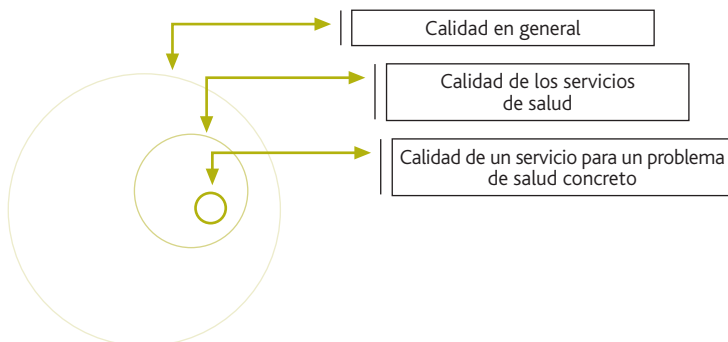 Calidad en general
Calidad de los servicios
de salud
Calidad de un servicio para un problema
de salud concreto